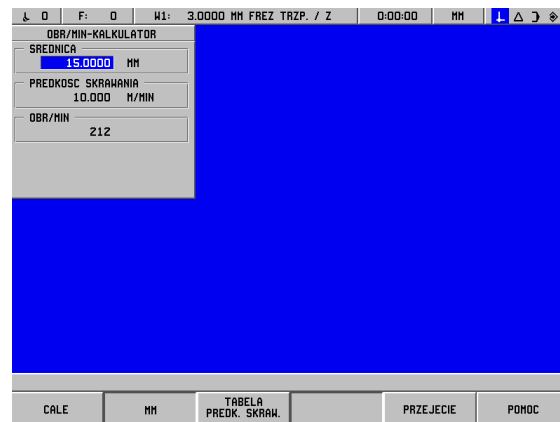 0 F: 0 W1: 3.0000 MM FREZ TRZP. / Z 0:00:00 MM
OBR/MIN-KALKULATOR
SREDNICA
15.0000 MM
PREDKOSC SKRAWANIA
10.000 M/MIN
OBR/MIN
212
CALE
MM
TABELA
PREDK. SKRAW.
PRZEJECIE
POMOC